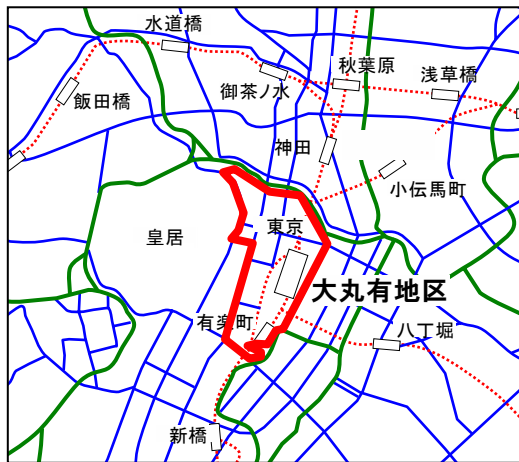 水道橋
秋葉原
浅草橋
御茶ノ水
飯田橋
神田
小伝馬町
東京
皇居
大丸有地区
有楽町
八丁堀
新橋